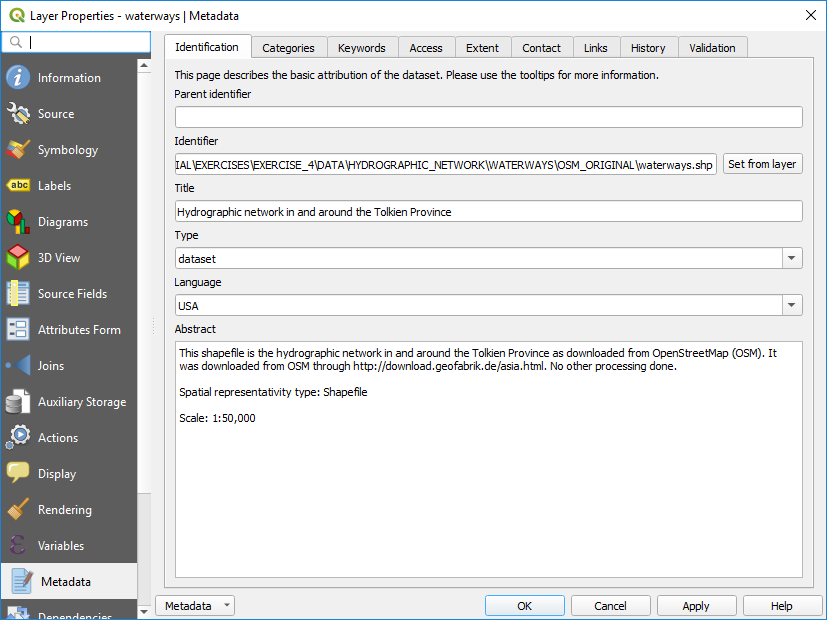 Layer Properties - waterways | Metadata
Information
Source
Symbology
abc Labels
Diagrams
3D View
Source Fields
Attributes Form
Joins
Auxiliary Storage
Actions
Display
Rendering
Variables
Metadata
Dependencies
Identification Categories Keywords Access Extent Contact Links History Validation
This page describes the basic attribution of the dataset. Please use the tooltips for more information.
Parent identifier
Identifier
IAL\EXERCISES\EXERCISE_4\DATA\HYDROGRAPHIC_NETWORK\WATERWAYS\OSM_ORIGINAL\waterways.shp Set from layer
Title
Hydrographic network in and around the Tolkien Province
Type
dataset
Language
USA
Abstract
This shapefile is the hydrographic network in and around the Tolkien Province as downloaded from OpenStreetMap (OSM). It
was downloaded from OSM through http://download.geofabrik.de/asia.html. No other processing done.
Spatial representativity type: Shapefile
Scale: 1:50,000
Metadata OK Cancel Apply Help